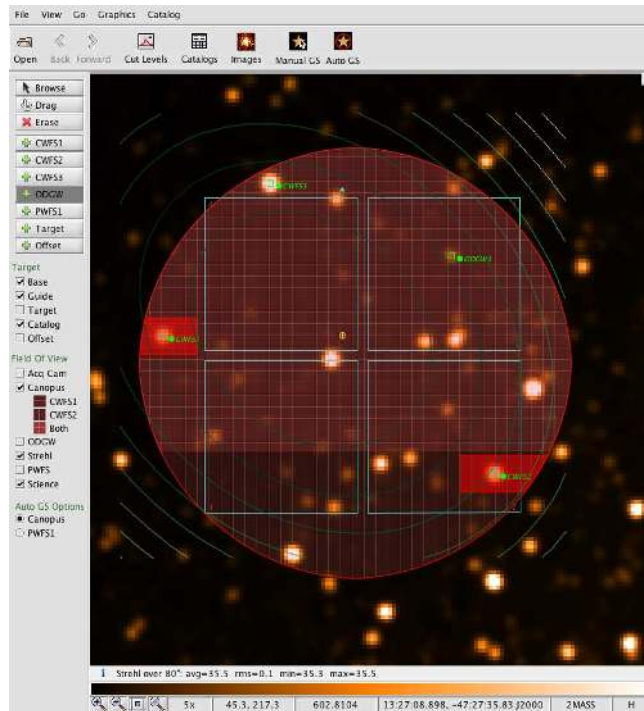 File View Go Graphics Catalog
Open Back Forward Cut Levels Catalogs Images Manual GS Auto GS
Browse
Drag
Erase
CWFS1
CWFS2
CWFS3
ODGW
PWFS1
Target
Offset
Target
Base
Guide
Target
Catalog
Offset
Field Of View
Acq Cam
Canopus
CWFS1
CWFS2
Both
ODGW
Strehl
PWFS
Science
Auto GS Options
Canopus
PWFS1
CWFS3
ODGW1
CWFS1
CWFS2
Strehl over 80": avg=35.5 rms=0.1 min=35.3 max=35.5
5x 45.3, 217.3 602.8104 13:27:08.898, -47:27:35.83 J2000 2MASS H